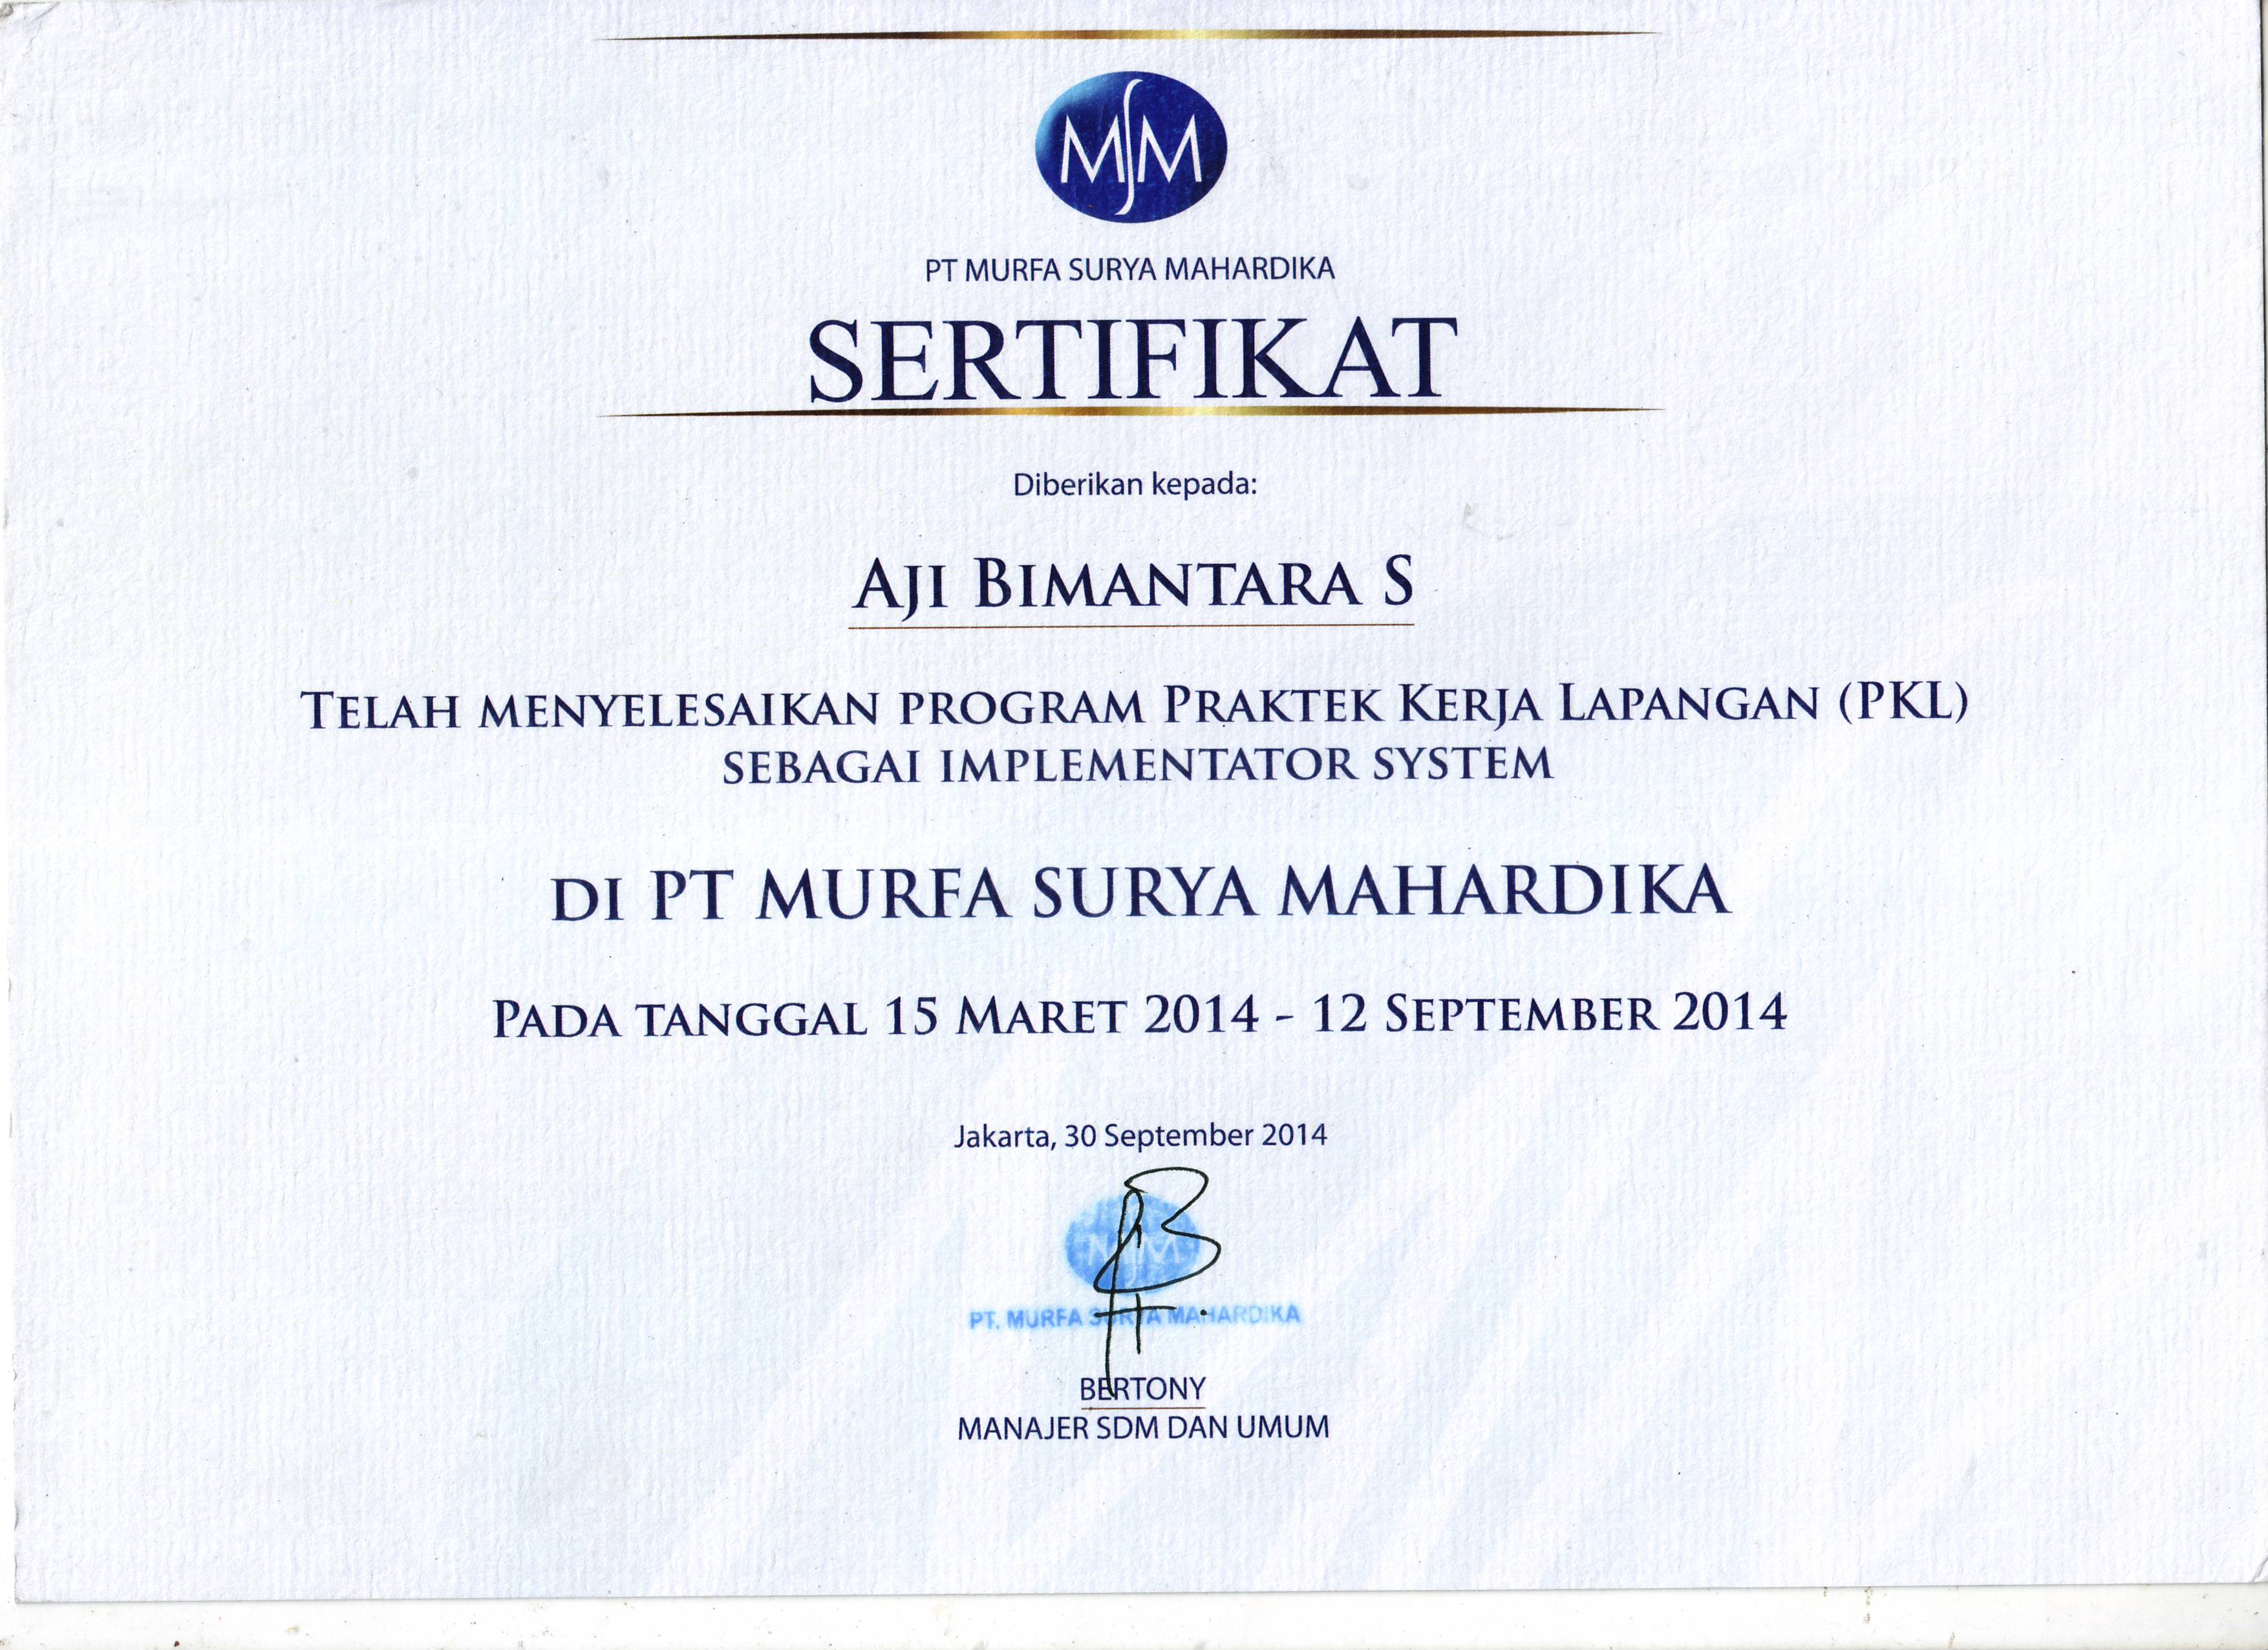 MSM
PT MURFA SURYA MAHARDIKA
SERTIFIKAT
Diberikan kepada:
AJI BIMANTARA S
TELAH MENYELESAIKAN PROGRAM PRAKTEK KERJA LAPANGAN (PKL)
SEBAGAI IMPLEMENTATOR SYSTEM
DI PT MURFA SURYA MAHARDIKA
PADA TANGGAL 15 MARET 2014 - 12 SEPTEMBER 2014
Jakarta, 30 September 2014
MSM
PT. MURFA SURYA MAHARDIKA
BERTONY
MANAJER SDM DAN UMUM